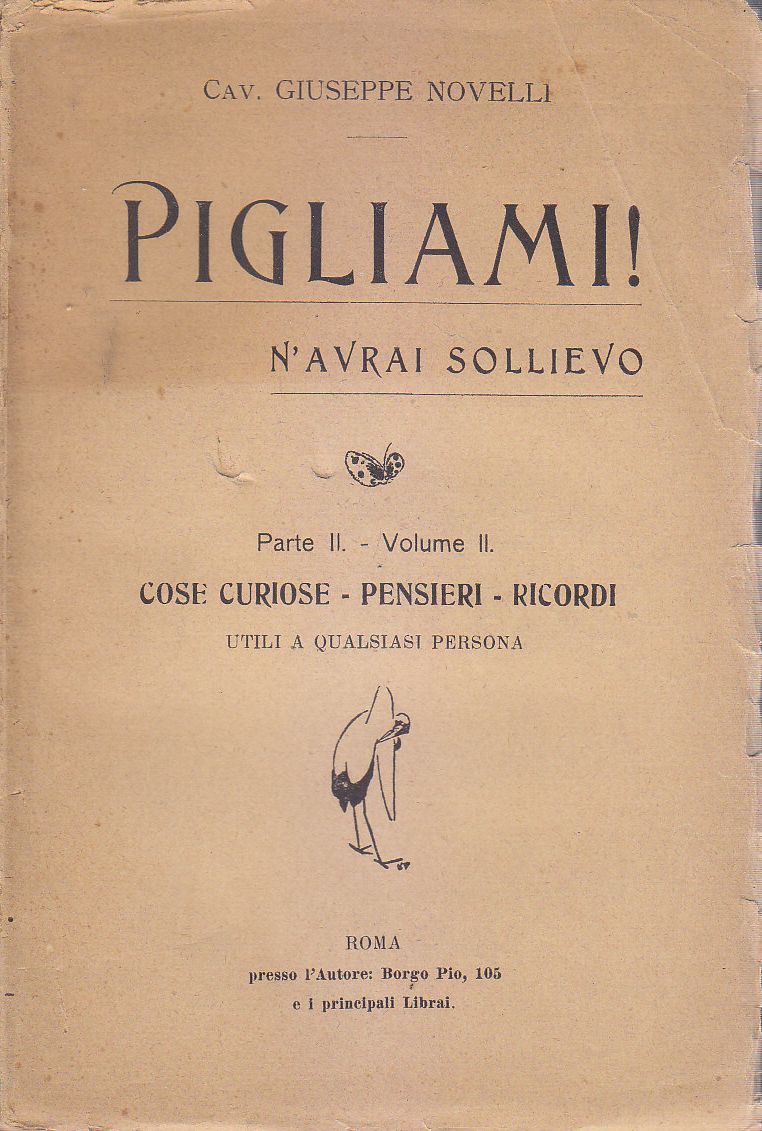 CAV. GIUSEPPE NOVELLI
PIGLIAMI!
N'AVRAI SOLLIEVO
Parte II. - Volume II.
COSE CURIOSE - PENSIERI - RICORDI
UTILI A QUALSIASI PERSONA
ROMA
presso l'Autore: Borgo Pio, 105
e i principali Librai.